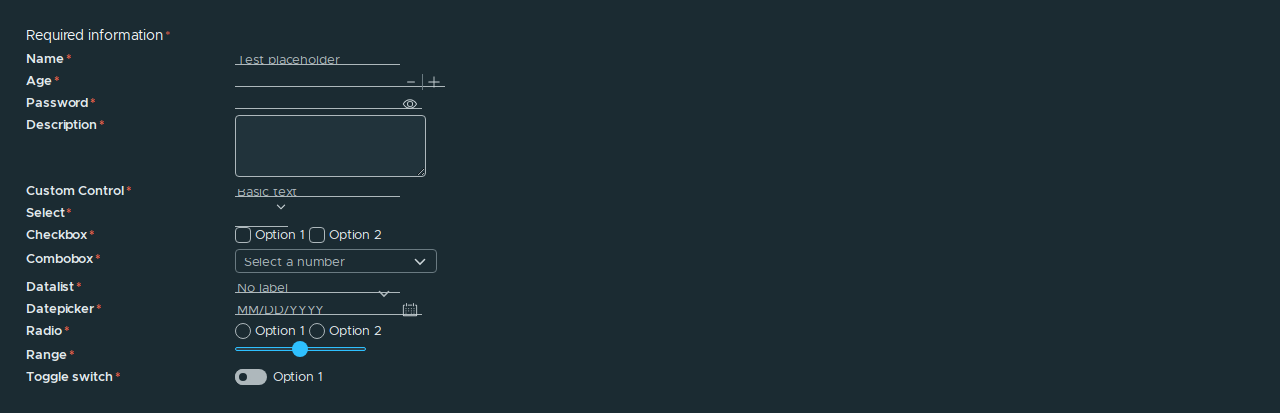 Required information*
Name* Test placeholder
Age*
Password*
Description*
Custom Control* Basic text
Select*
Checkbox* Option 1 Option 2
Combobox* Select a number
Datalist* No label
Datepicker* MM/DD/YYYY
Radio* Option 1 Option 2
Range*
Toggle switch* Option 1